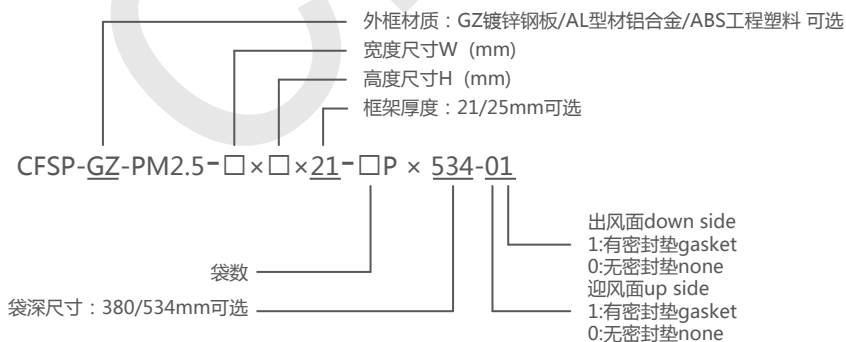 外框材质：GZ镀锌钢板/AL型材铝合金/ABS工程塑料 可选
宽度尺寸W (mm)
高度尺寸H (mm)
框架厚度：21/25mm可选
CFSP-GZ-PM2.5-□×□×21-□P × 534-01
出风面down side
1:有密封垫gasket
0:无密封垫none
迎风面up side
1:有密封垫gasket
0:无密封垫none
袋数
袋深尺寸：380/534mm可选